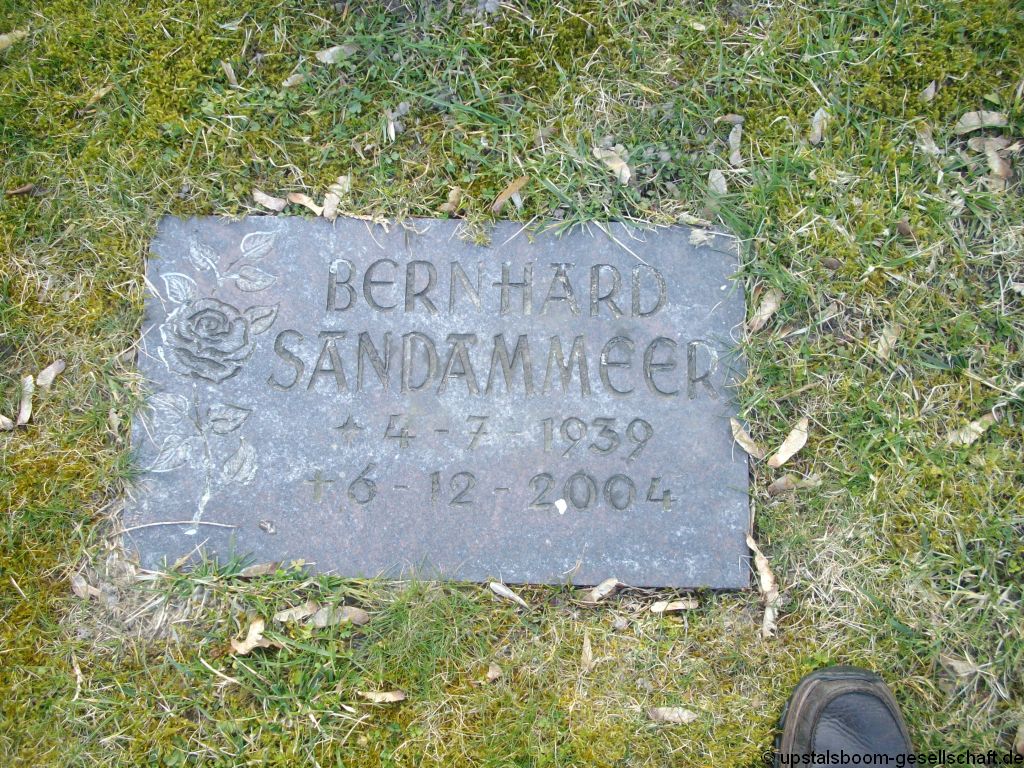 BERNHARD
SANDAMMEER
* 4 - 7 - 1939
† 6 - 12 - 2004
© upstalsboom-gesellschaft.de